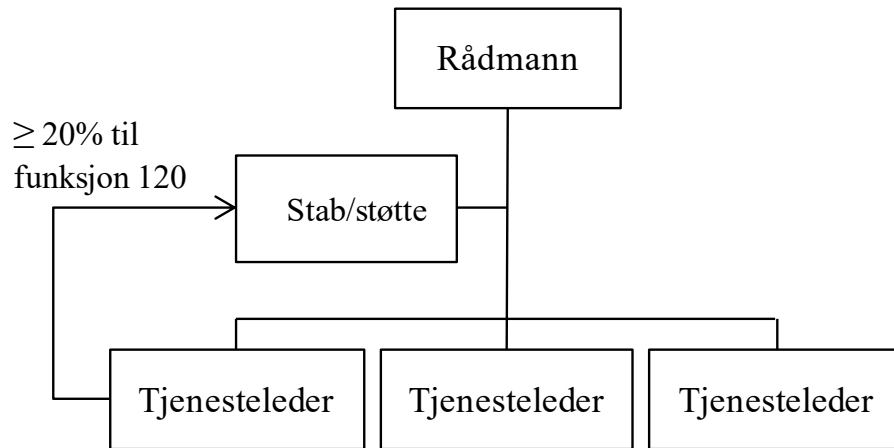 Rådmann
≥ 20% til
funksjon 120
Stab/støtte
Tjenesteleder
Tjenesteleder
Tjenesteleder